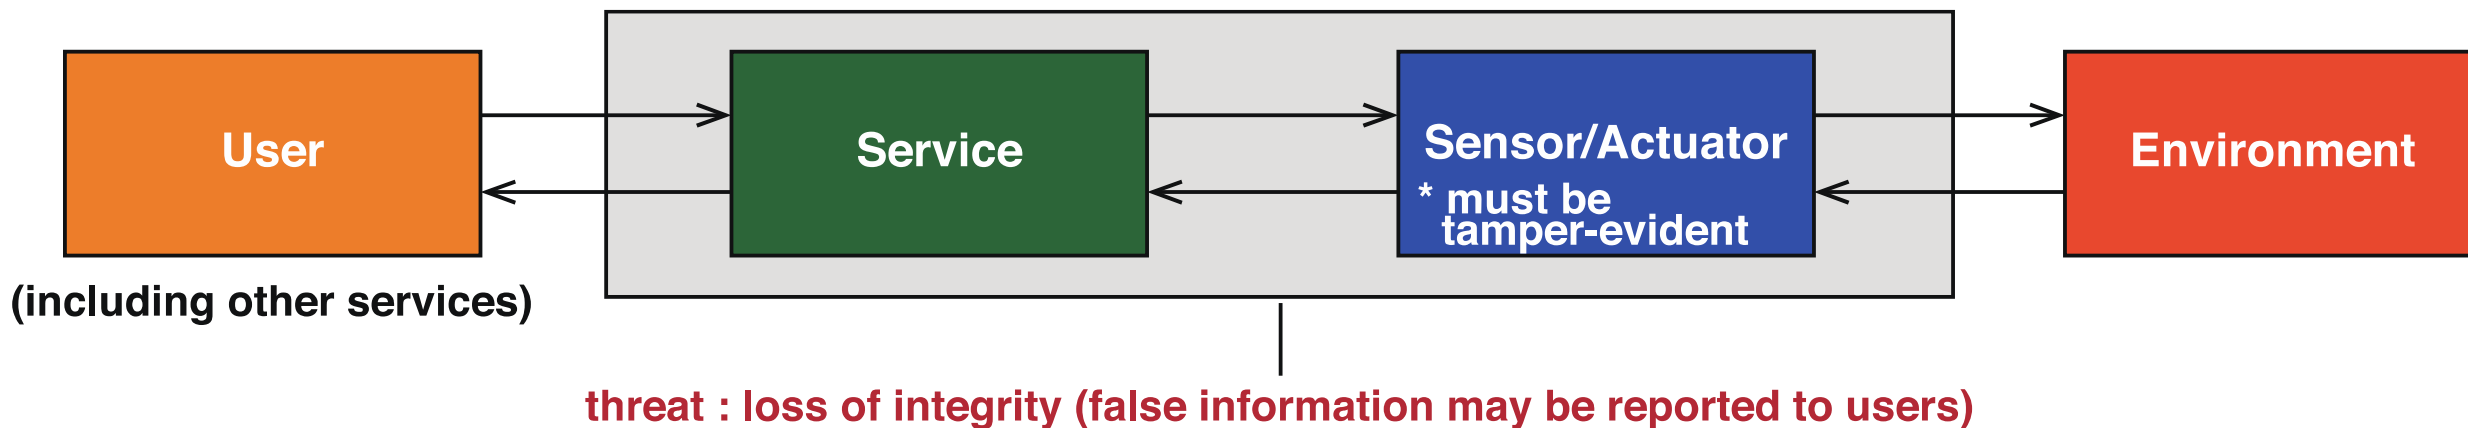 User
Service
Sensor/Actuator
* must be
tamper-evident
Environment
(including other services)
threat : loss of integrity (false information may be reported to users)